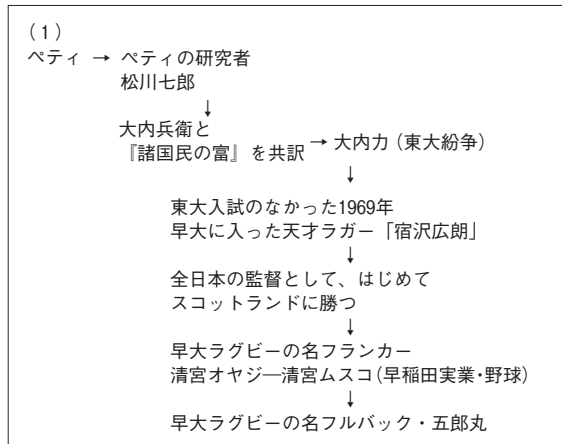 （1）
ペティ → ペティの研究者
松川七郎
↓
大内兵衛と
『諸国民の富』を共訳 → 大内力（東大紛争）
↓
東大入試のなかった1969年
早大に入った天才ラガー「宿沢広朗」
↓
全日本の監督として、はじめて
スコットランドに勝つ
↓
早大ラグビーの名フランカー
清宮オヤジ―清宮ムスコ（早稲田実業・野球）
↓
早大ラグビーの名フルバック・五郎丸